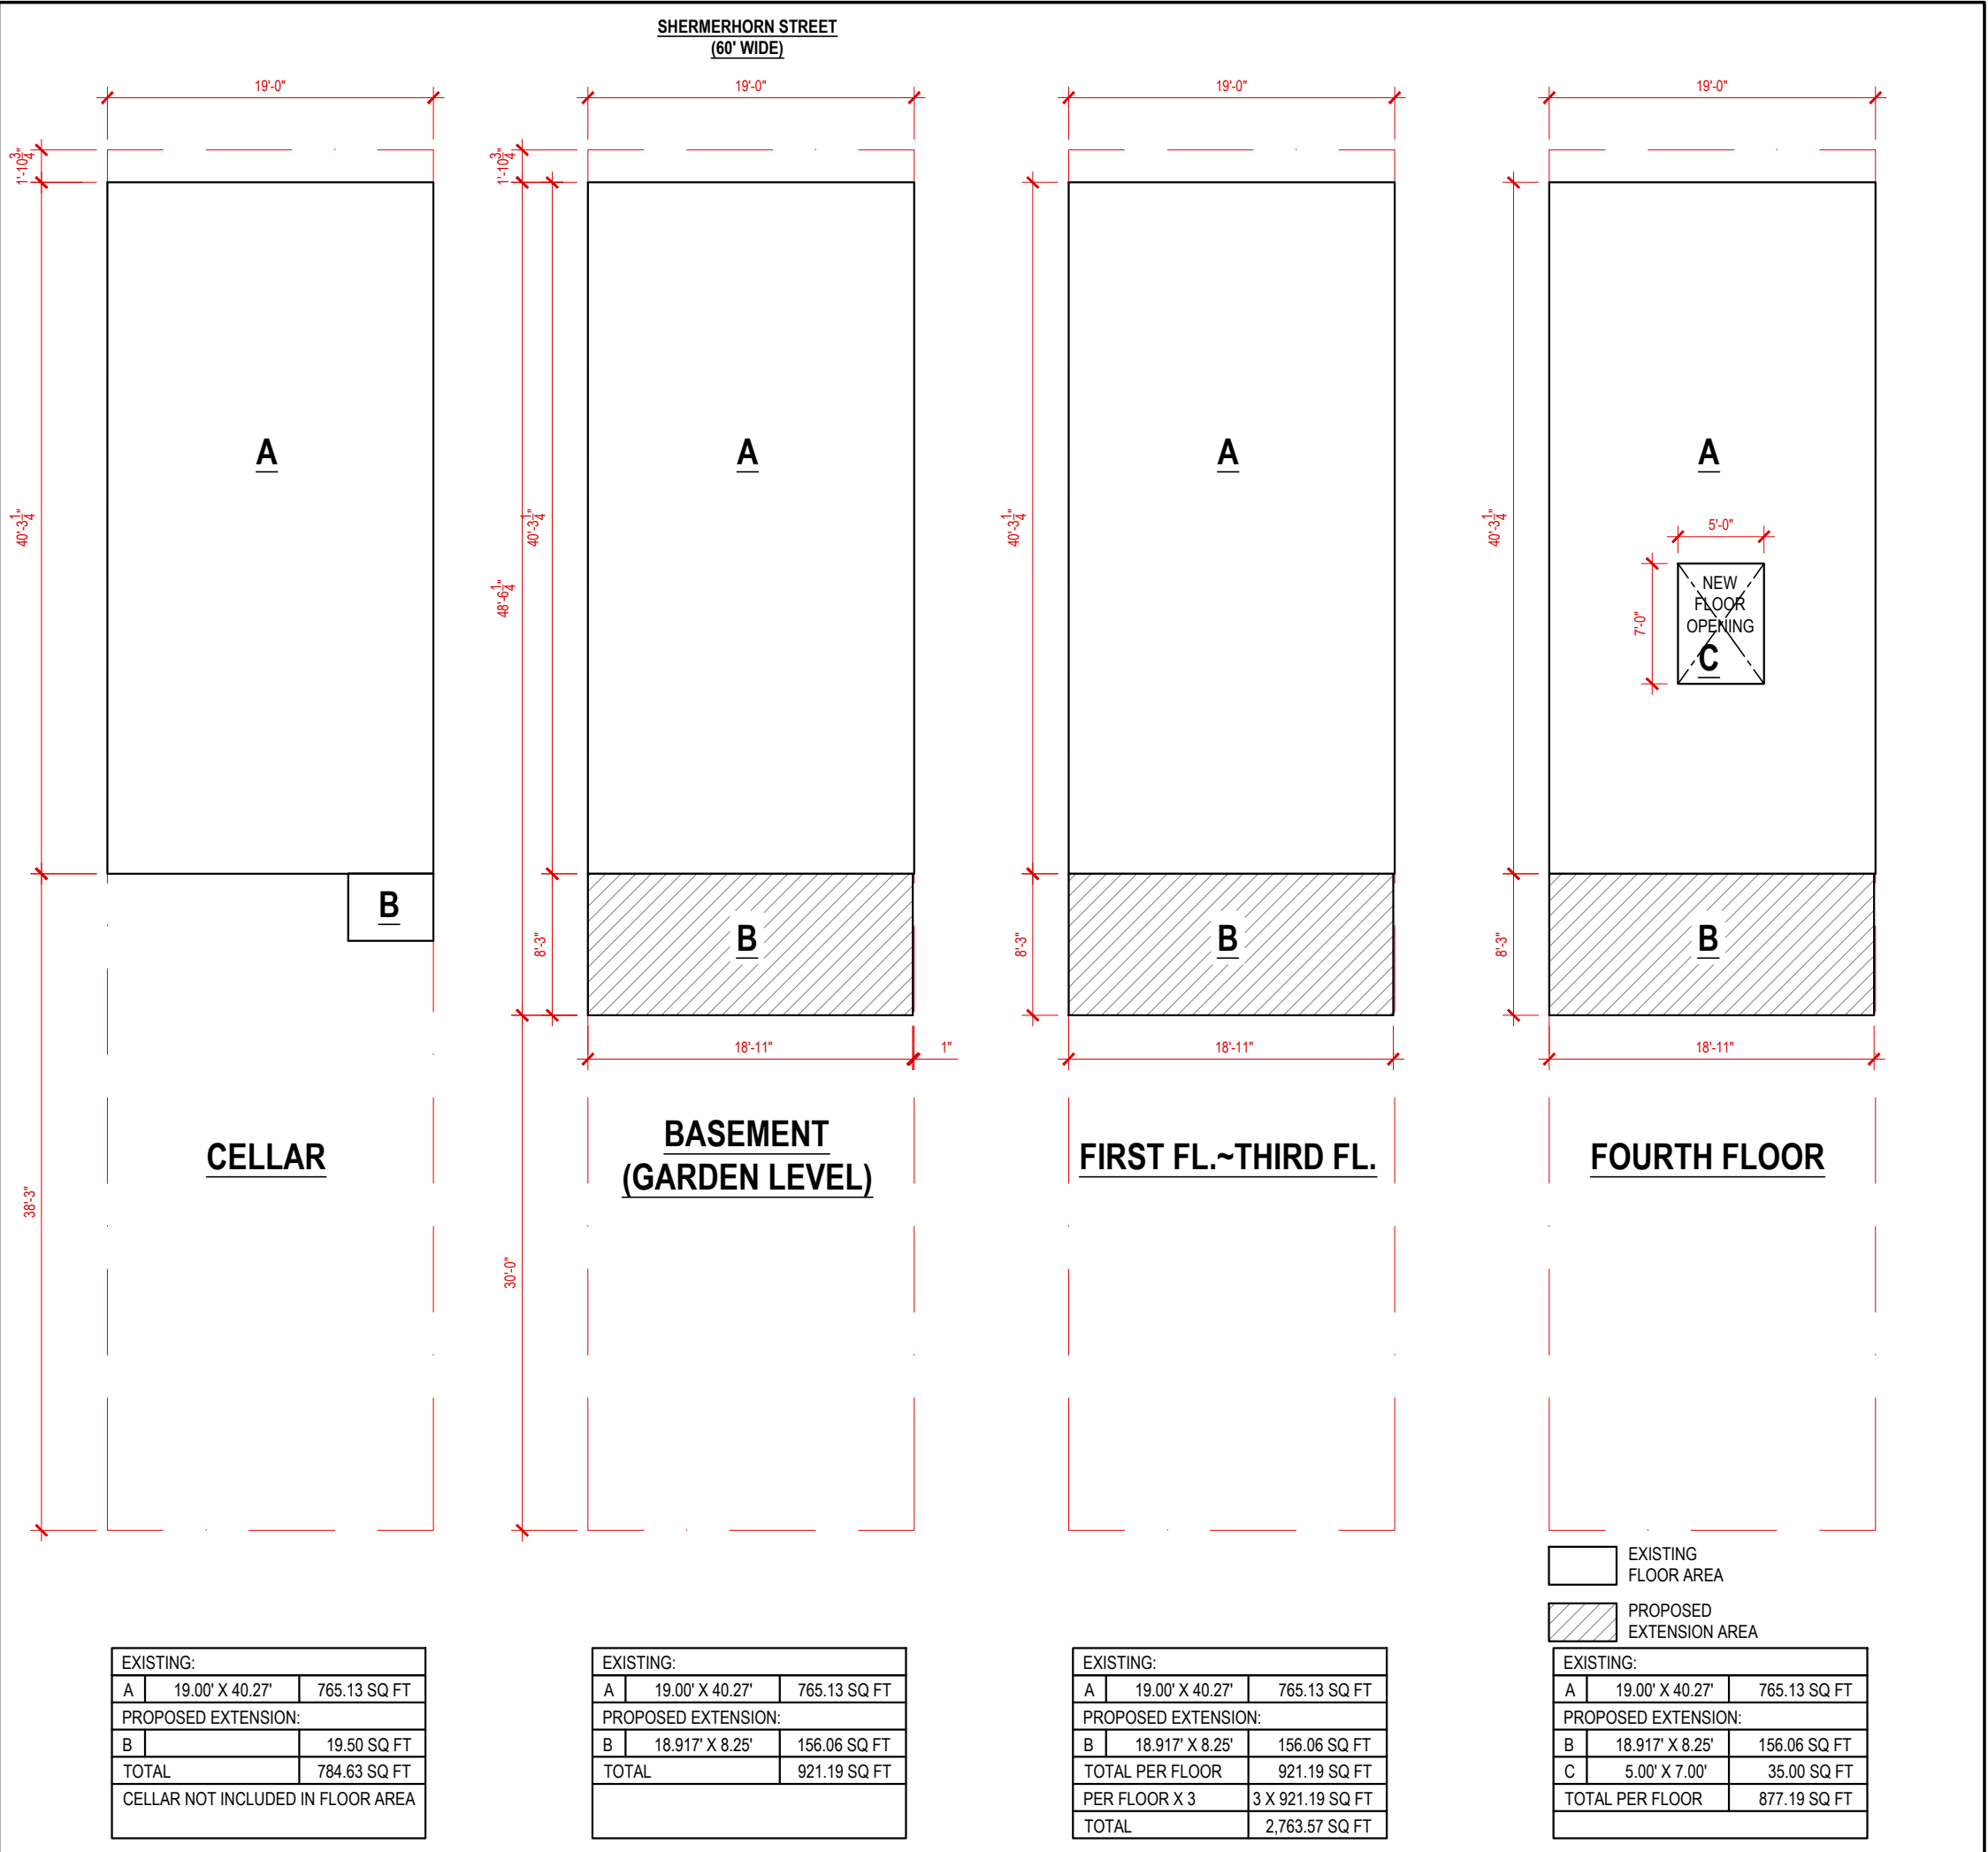 SHERMERHORN STREET
(60' WIDE)
19'-0"
19'-0"
19'-0"
19'-0"
1'-10 3/4"
1'-10 3/4"
A
A
A
A
40'-3 1/4"
40'-3 1/4"
48'-6 1/4"
40'-3 1/4"
40'-3 1/4"
5'-0"
7'-0"
NEW
FLOOR
OPENING
C
B
B
B
B
8'-3"
8'-3"
8'-3"
18'-11"
1"
18'-11"
18'-11"
CELLAR
BASEMENT
(GARDEN LEVEL)
FIRST FL.~THIRD FL.
FOURTH FLOOR
38'-3"
30'-0"
EXISTING
FLOOR AREA
PROPOSED
EXTENSION AREA
EXISTING:
A 19.00' X 40.27' 765.13 SQ FT
PROPOSED EXTENSION:
B 19.50 SQ FT
TOTAL 784.63 SQ FT
CELLAR NOT INCLUDED IN FLOOR AREA
EXISTING:
A 19.00' X 40.27' 765.13 SQ FT
PROPOSED EXTENSION:
B 18.917' X 8.25' 156.06 SQ FT
TOTAL 921.19 SQ FT
EXISTING:
A 19.00' X 40.27' 765.13 SQ FT
PROPOSED EXTENSION:
B 18.917' X 8.25' 156.06 SQ FT
TOTAL PER FLOOR 921.19 SQ FT
PER FLOOR X 3 3 X 921.19 SQ FT
TOTAL 2,763.57 SQ FT
EXISTING:
A 19.00' X 40.27' 765.13 SQ FT
PROPOSED EXTENSION:
B 18.917' X 8.25' 156.06 SQ FT
C 5.00' X 7.00' 35.00 SQ FT
TOTAL PER FLOOR 877.19 SQ FT